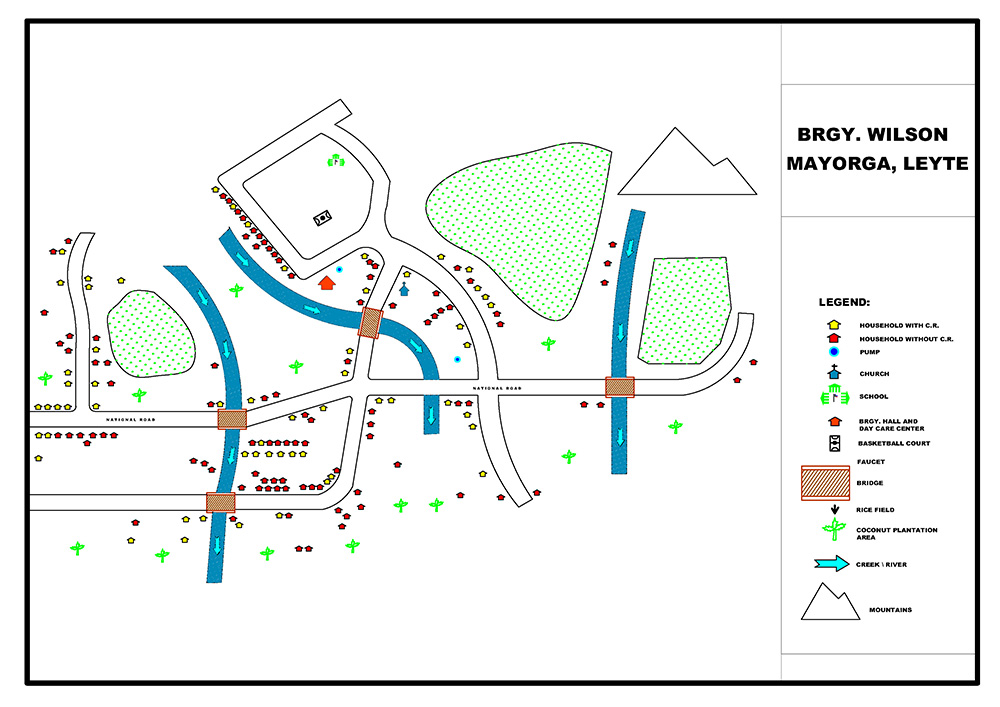 BRGY. WILSON
MAYORGA, LEYTE
LEGEND:
HOUSEHOLD WITH C.R.
HOUSEHOLD WITHOUT C.R.
PUMP
CHURCH
SCHOOL
BRGY. HALL AND
DAY CARE CENTER
BASKETBALL COURT
FAUCET
BRIDGE
RICE FIELD
COCONUT PLANTATION
AREA
CREEK \ RIVER
MOUNTAINS
NATIONAL ROAD
NATIONAL ROAD